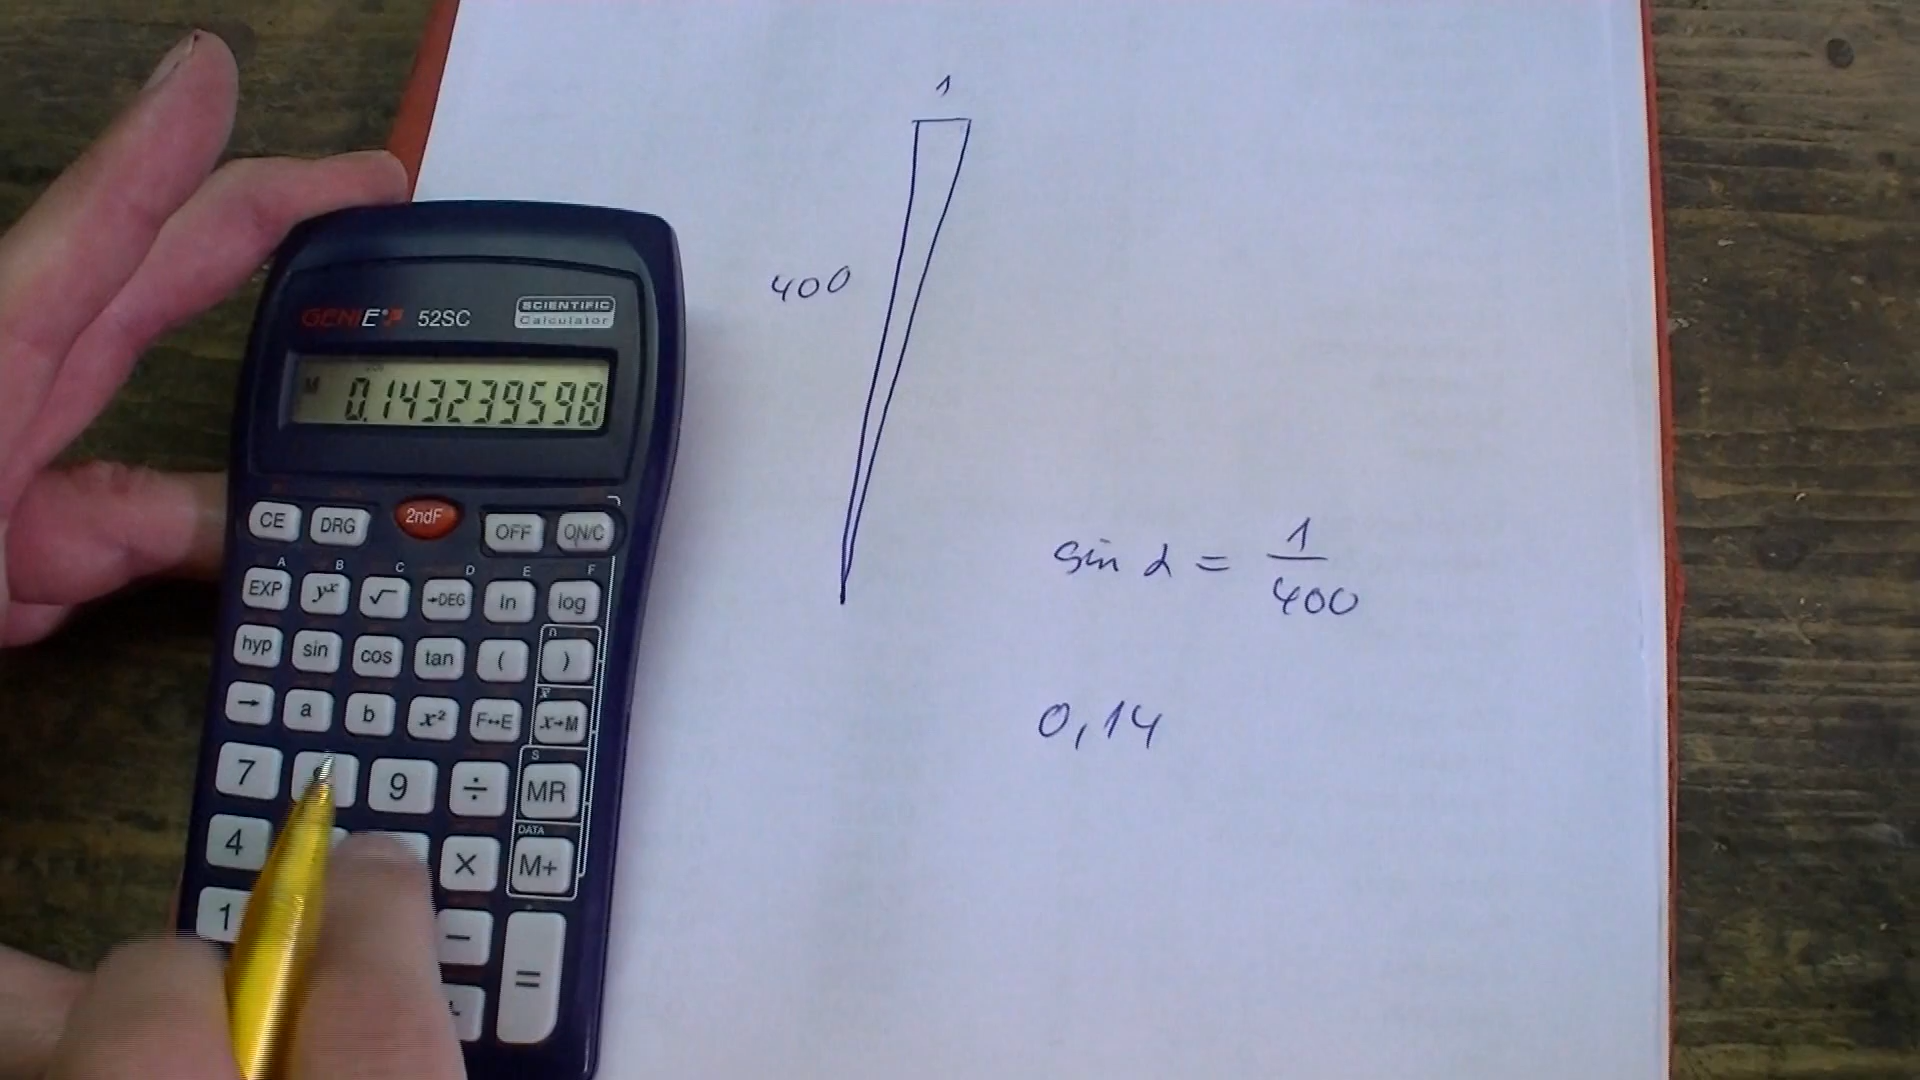 1
400
sin α = 1/400
0,14
GENIE 52SC
SCIENTIFIC
Calculator
M 0.143239598
CE DRG 2ndF OFF ON/C
A B C D E F
EXP yˣ √ →DEG ln log
n
hyp sin cos tan ( )
x̄
→ a b x² F↔E x→M
S
7 9 ÷ MR
DATA
4 × M+
1 −
=